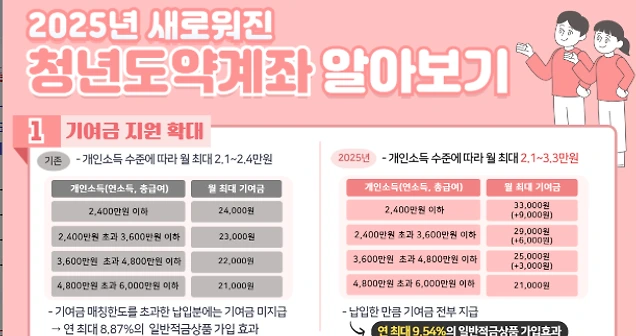 2025년 새로워진
청년도약계좌 알아보기
1 기여금 지원 확대
기존 - 개인소득 수준에 따라 월 최대 2.1~2.4만원
개인소득(연소득, 총급여) 월 최대 기여금
2,400만원 이하 24,000원
2,400만원 초과 3,600만원 이하 23,000원
3,600만원 초과 4,800만원 이하 22,000원
4,800만원 초과 6,000만원 이하 21,000원
- 기여금 매칭한도를 초과한 납입분에는 기여금 미지급
→ 연 최대 8.87%의 일반적금상품 가입 효과
2025년 - 개인소득 수준에 따라 월 최대 2.1~3.3만원
개인소득(연소득, 총급여) 월 최대 기여금
2,400만원 이하 33,000원
(+9,000원)
2,400만원 초과 3,600만원 이하 29,000원
(+6,000원)
3,600만원 초과 4,800만원 이하 25,000원
(+3,000원)
4,800만원 초과 6,000만원 이하 21,000원
- 납입한 만큼 기여금 전부 지급
연 최대 9.54%의 일반적금상품 가입효과